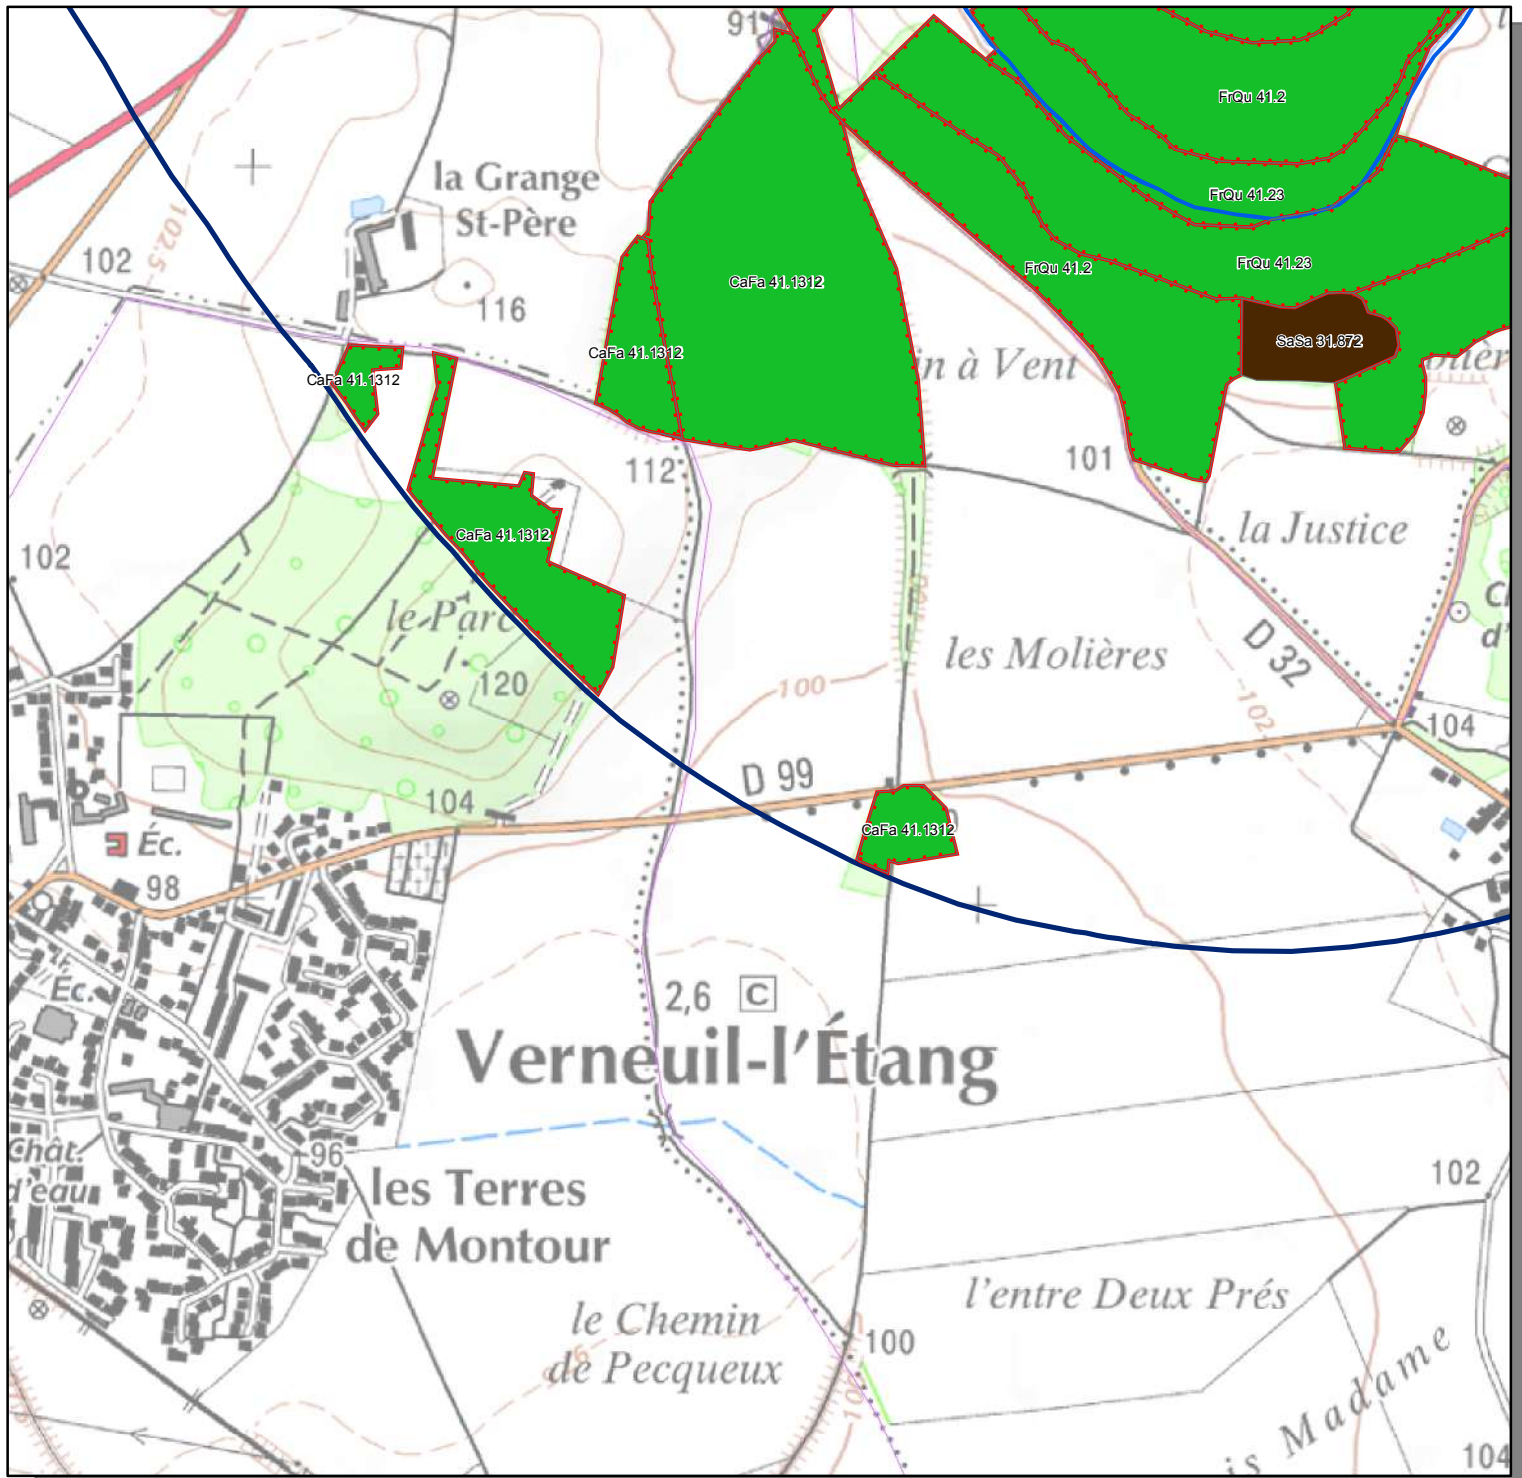 91
FrQu 41.2
la Grange
St-Père
FrQu 41.23
102.5
102
CaFa 41.1312
FrQu 41.2
FrQu 41.23
116
CaFa 41.1312
SaSa 31.872
in à Vent
CaFa 41.1312
101
112
CaFa 41.1312
la Justice
102
le Parc
D 32
les Molières
120
100
102
104
D 99
104
CaFa 41.1312
Éc.
98
Éc.
2,6 C
Verneuil-l'Étang
Chât.
d'eau
96
les Terres
de Montour
102
l'entre Deux Prés
le Chemin
de Pecqueux
100
is Madame
104